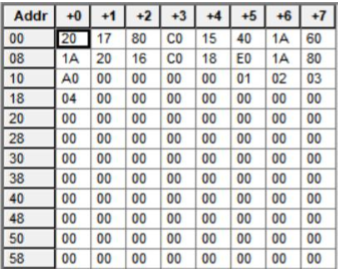 Addr +0 +1 +2 +3 +4 +5 +6 +7
00 20 17 80 C0 15 40 1A 60
08 1A 20 16 C0 18 E0 1A 80
10 A0 00 00 00 00 01 02 03
18 04 00 00 00 00 00 00 00
20 00 00 00 00 00 00 00 00
28 00 00 00 00 00 00 00 00
30 00 00 00 00 00 00 00 00
38 00 00 00 00 00 00 00 00
40 00 00 00 00 00 00 00 00
48 00 00 00 00 00 00 00 00
50 00 00 00 00 00 00 00 00
58 00 00 00 00 00 00 00 00